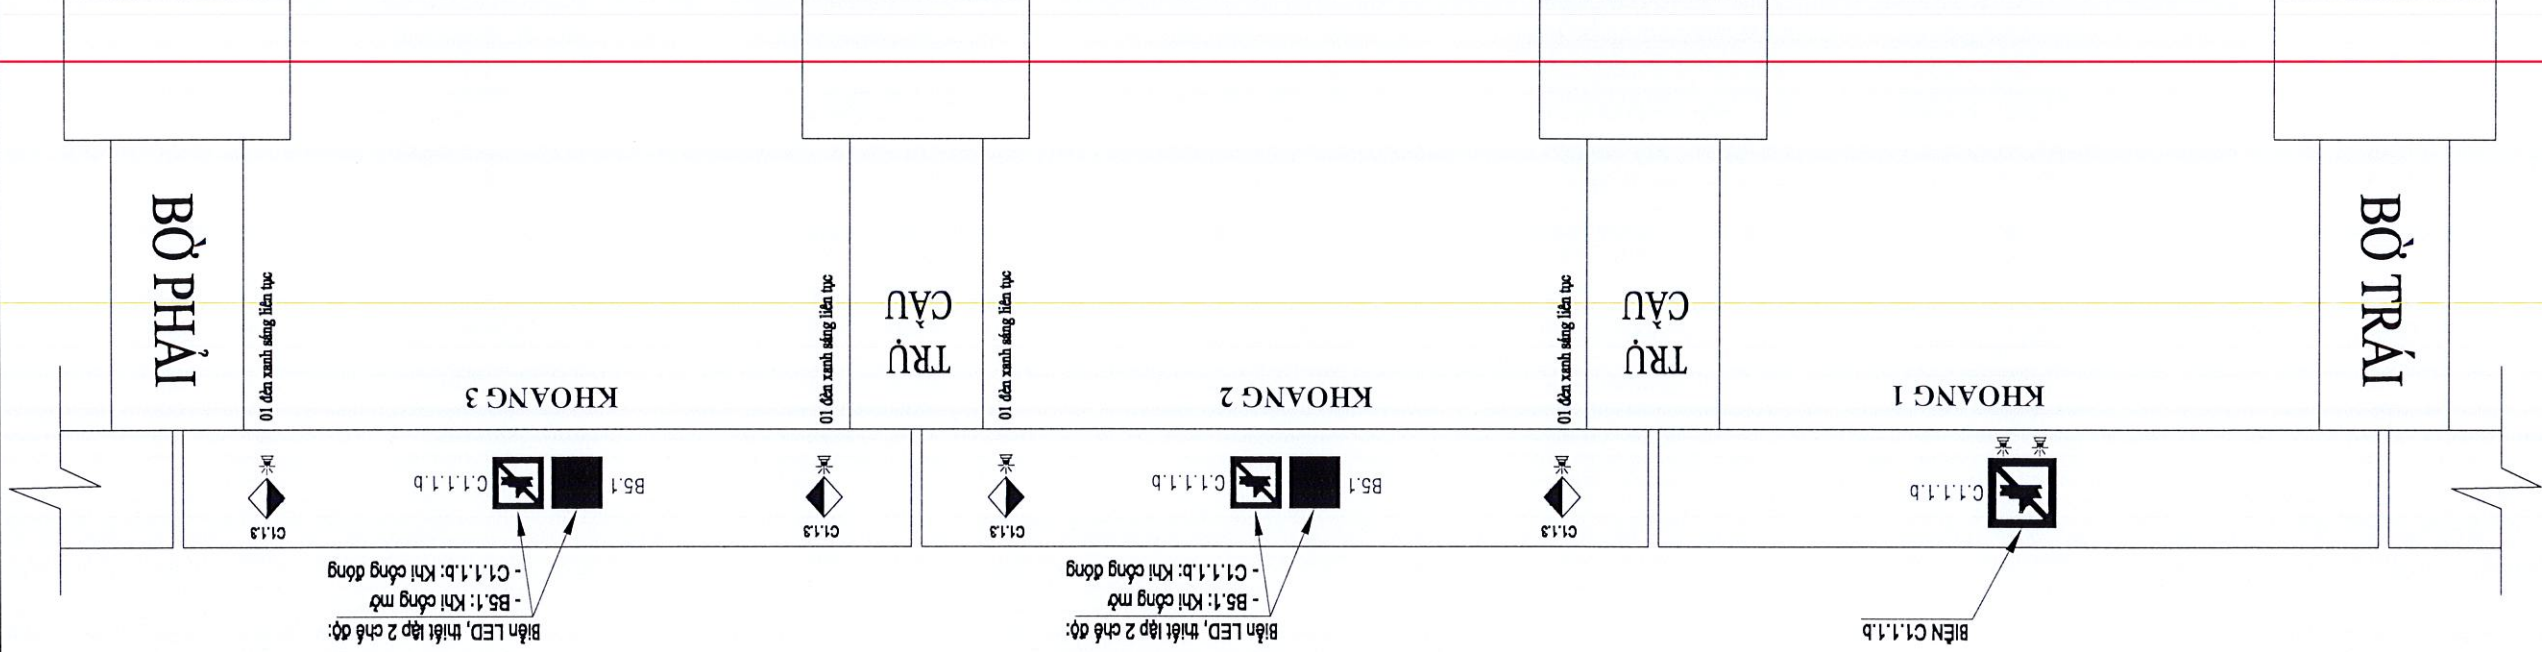 BIỂN C1.1.1.b
Biển LED, thiết lập 2 chế độ:
- B5.1: Khi cống mở
- C1.1.1.b: Khi cống đóng
Biển LED, thiết lập 2 chế độ:
- B5.1: Khi cống mở
- C1.1.1.b: Khi cống đóng
C.1.1.1.b
C1.1.3
B5.1
C.1.1.1.b
C1.1.3
C1.1.3
B5.1
C.1.1.1.b
C1.1.3
BỜ TRÁI
KHOANG 1
TRỤ
CẦU
01 đèn xanh sáng liên tục
KHOANG 2
01 đèn xanh sáng liên tục
TRỤ
CẦU
01 đèn xanh sáng liên tục
KHOANG 3
01 đèn xanh sáng liên tục
BỜ PHẢI